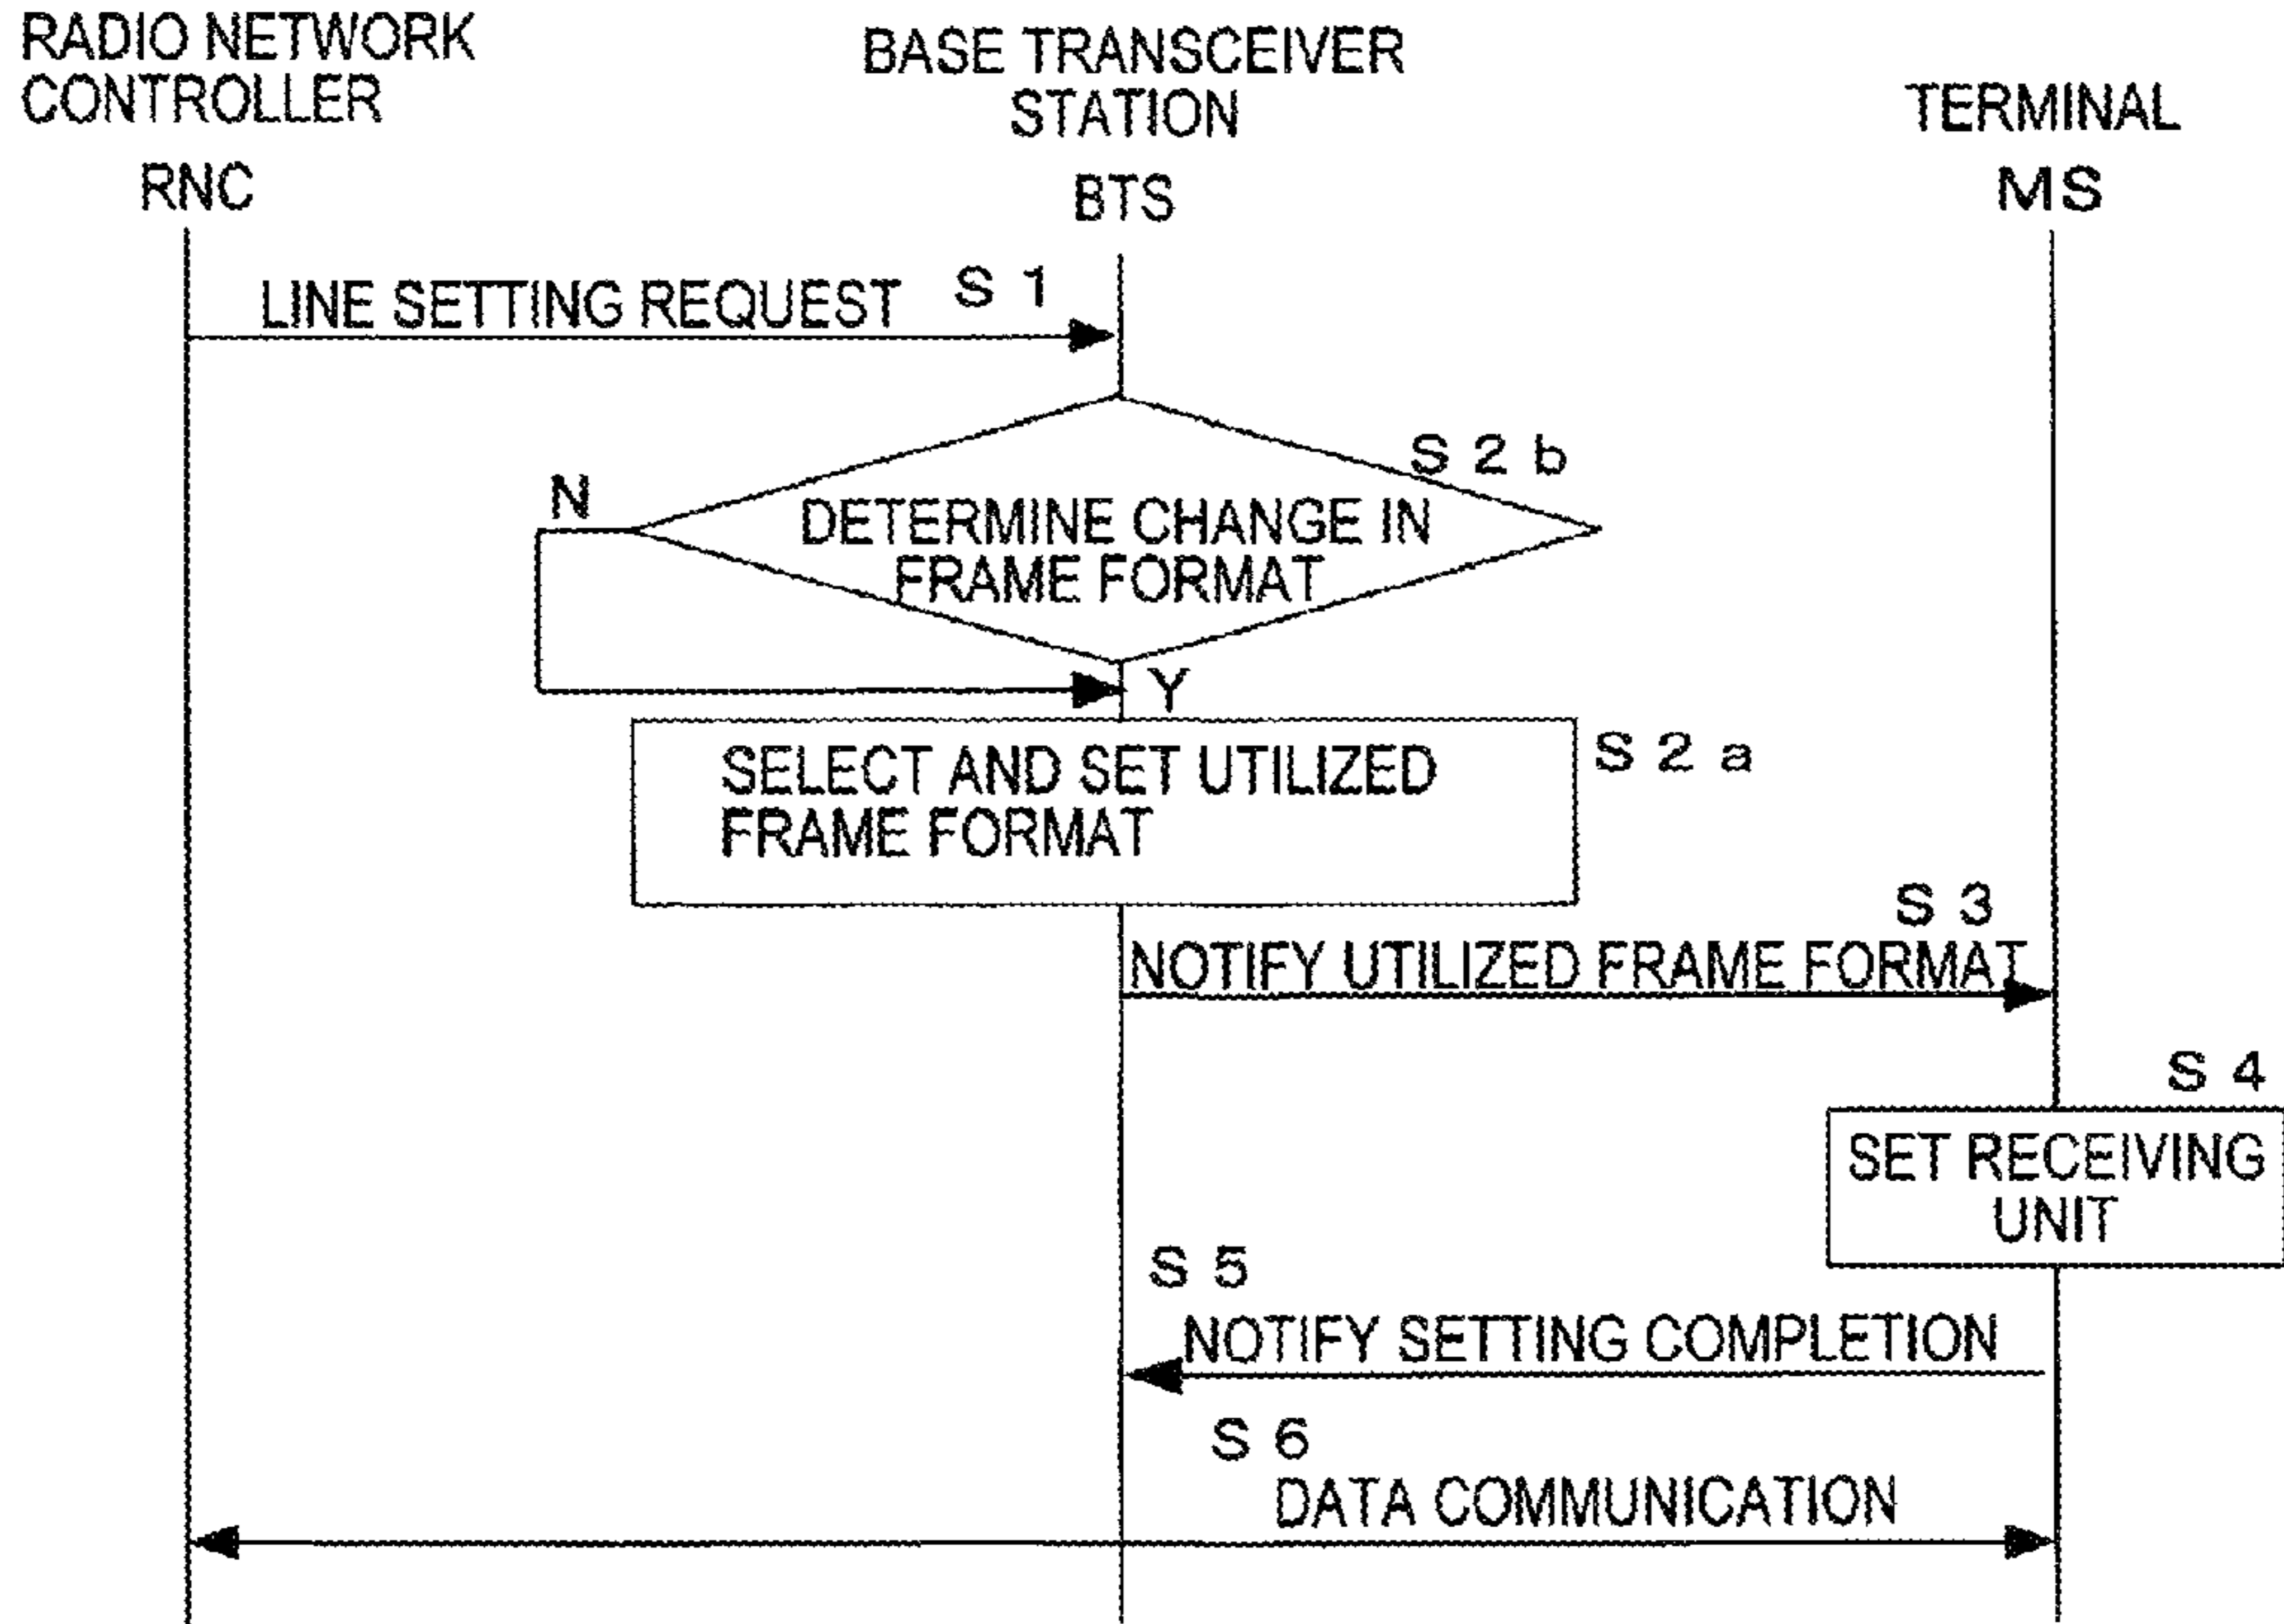 RADIO NETWORK
CONTROLLER
RNC
BASE TRANSCEIVER
STATION
BTS
TERMINAL
MS
LINE SETTING REQUEST
S 1
S 2 b
N
DETERMINE CHANGE IN
FRAME FORMAT
Y
SELECT AND SET UTILIZED
FRAME FORMAT
S 2 a
S 3
NOTIFY UTILIZED FRAME FORMAT
S 4
SET RECEIVING
UNIT
S 5
NOTIFY SETTING COMPLETION
S 6
DATA COMMUNICATION